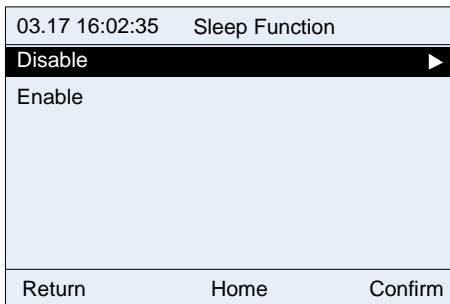 03.17 16:02:35 Sleep Function
Disable
Enable
Return Home Confirm